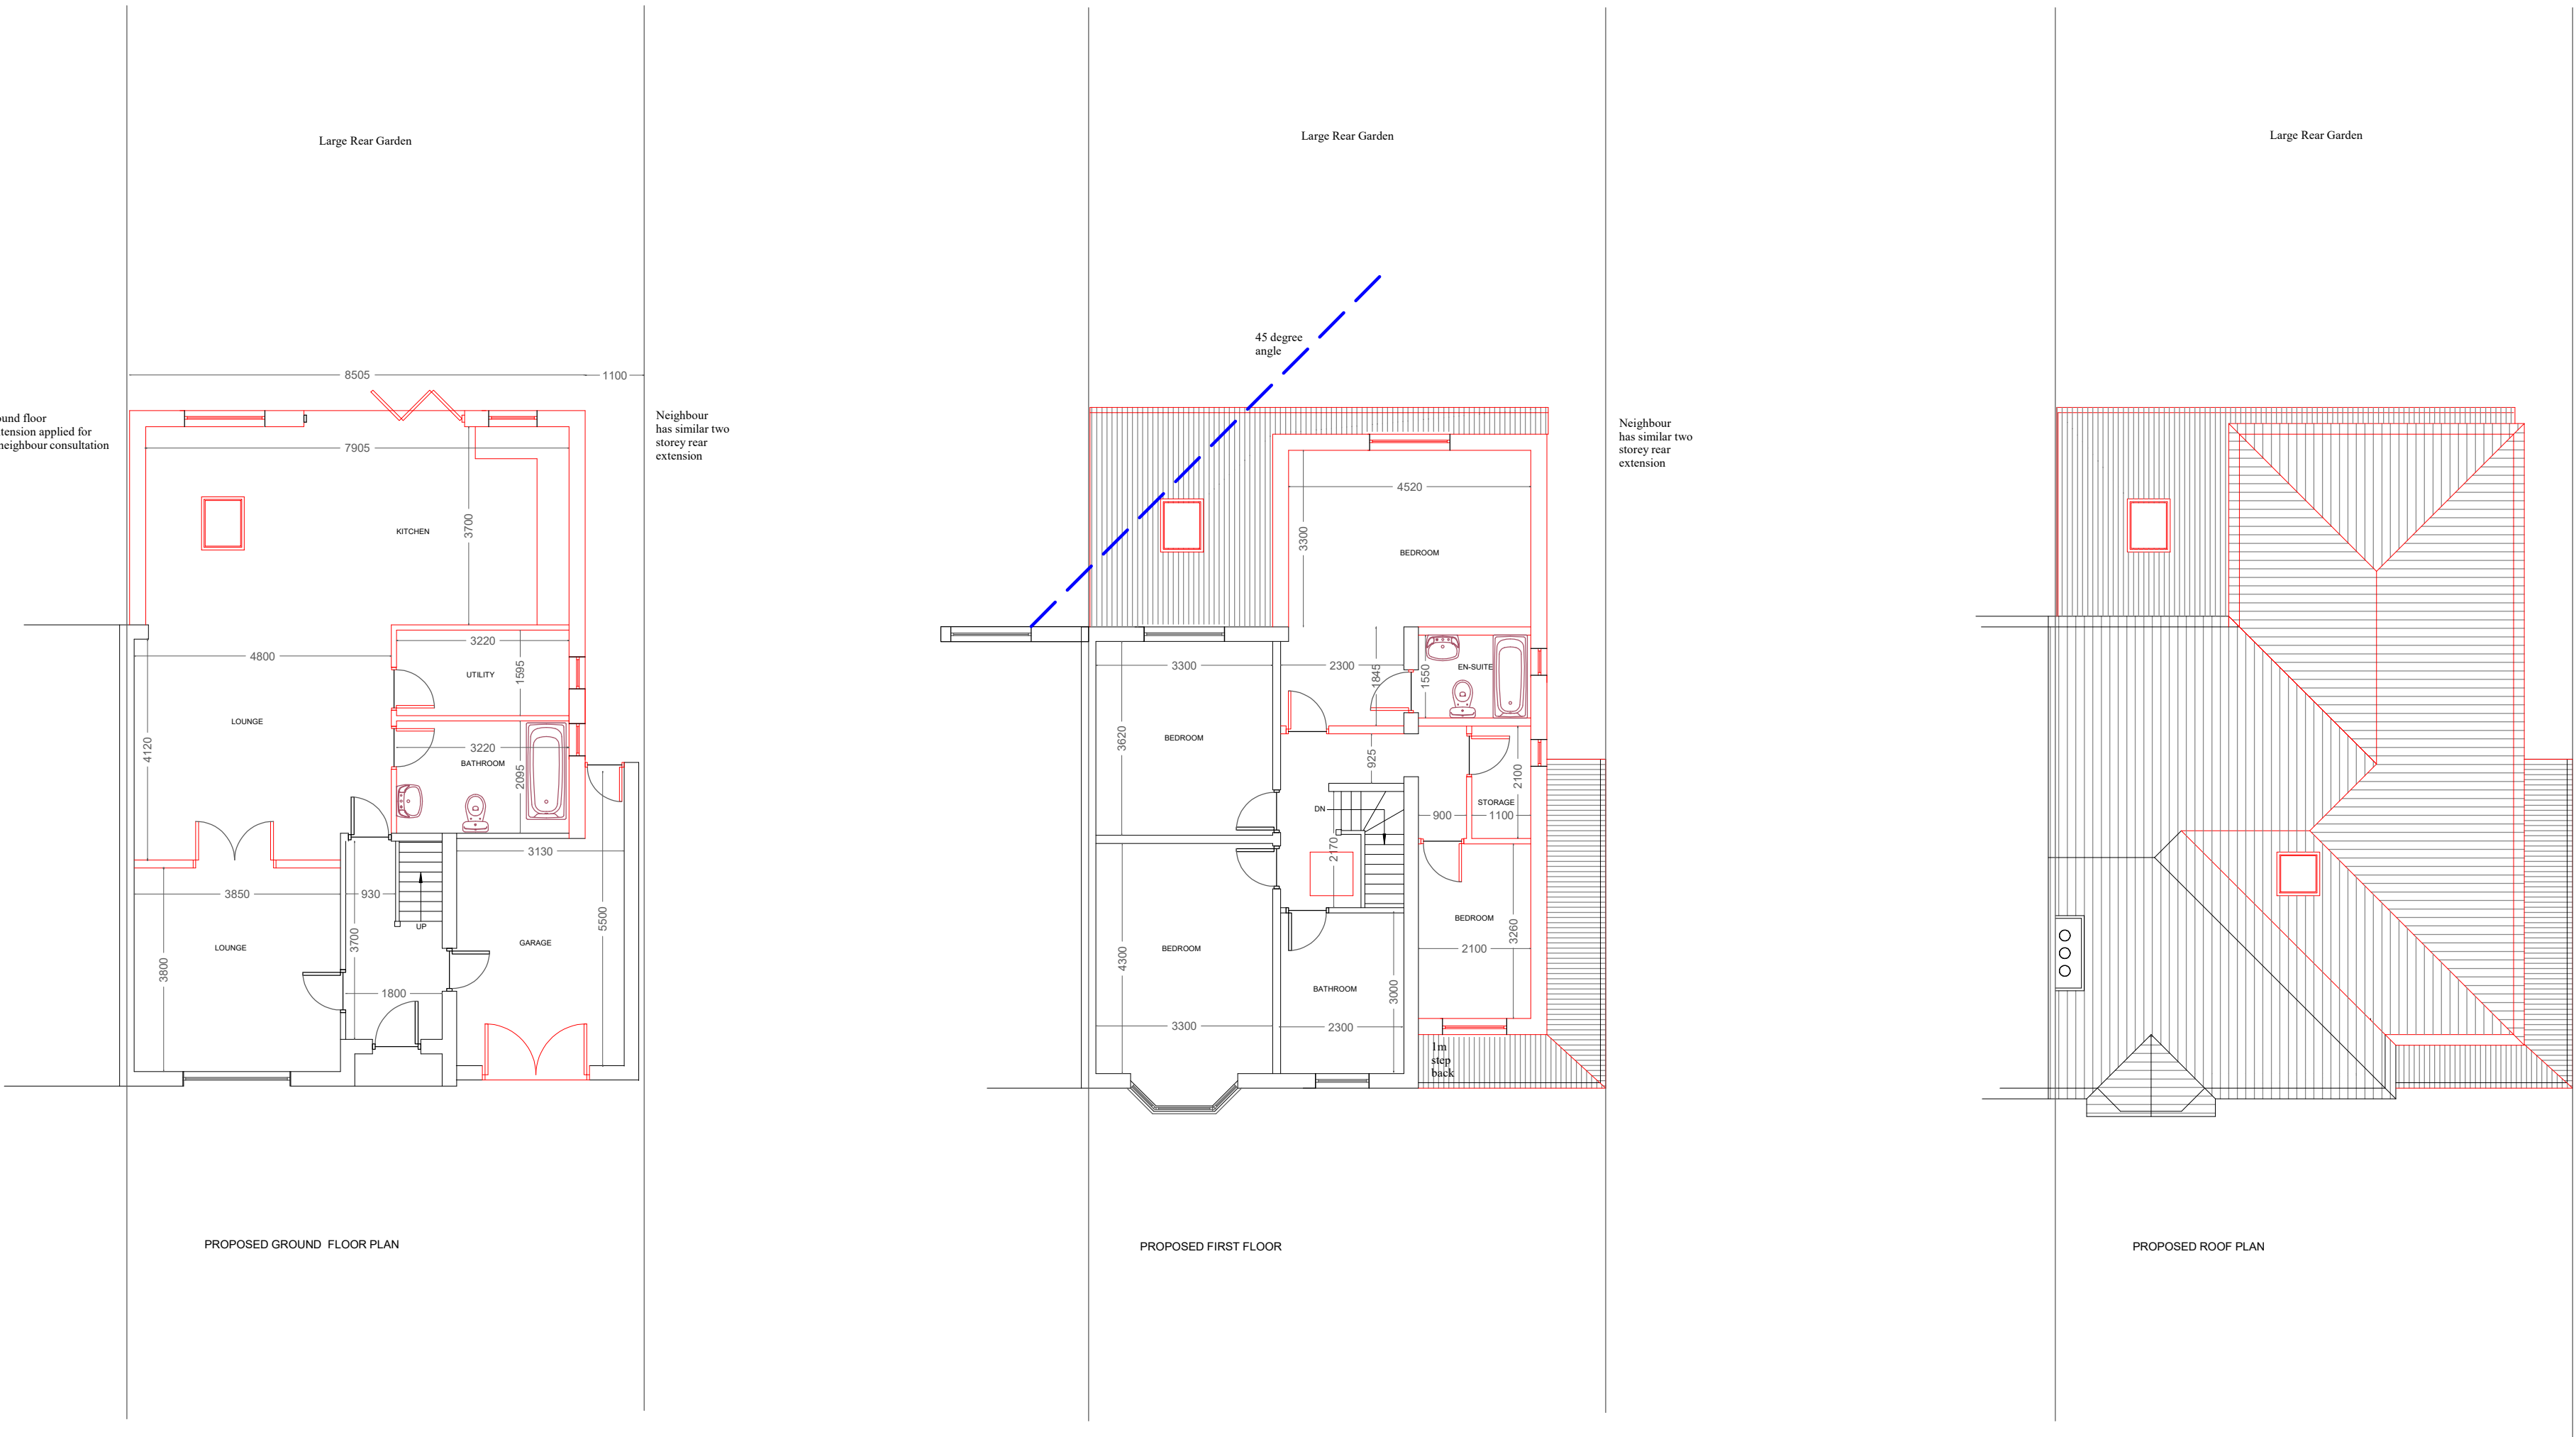 Large Rear Garden
8505
1100
tension applied for
neighbour consultation
Neighbour
has similar two
storey rear
extension
7905
KITCHEN
3700
4800
3220
UTILITY
1595
LOUNGE
4120
3220
BATHROOM
2095
3130
3850
930
UP
LOUNGE
3800
3700
GARAGE
5500
1800
PROPOSED GROUND FLOOR PLAN
Large Rear Garden
45 degree
angle
Neighbour
has similar two
storey rear
extension
4520
3300
BEDROOM
3300
2300
1845
1550
EN-SUITE
3620
BEDROOM
925
2100
STORAGE
DN
900
1100
2170
BEDROOM
3260
2100
BEDROOM
4300
BATHROOM
3000
3300
2300
1m
step
back
PROPOSED FIRST FLOOR
Large Rear Garden
PROPOSED ROOF PLAN